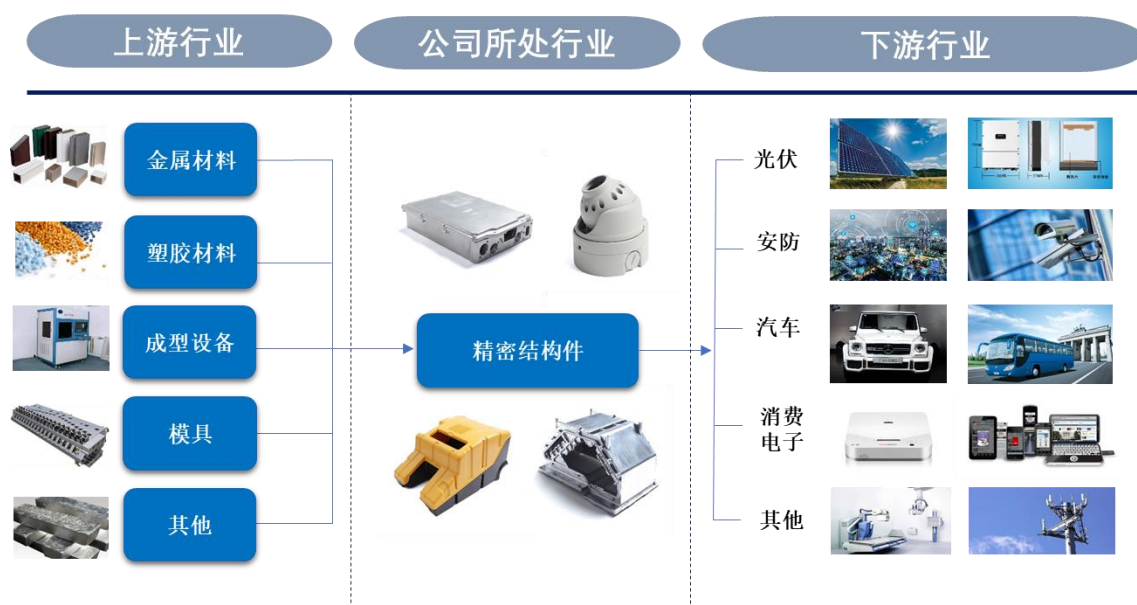 上游行业
公司所处行业
下游行业
金属材料
塑胶材料
成型设备
模具
其他
精密结构件
光伏
安防
汽车
消费
电子
其他